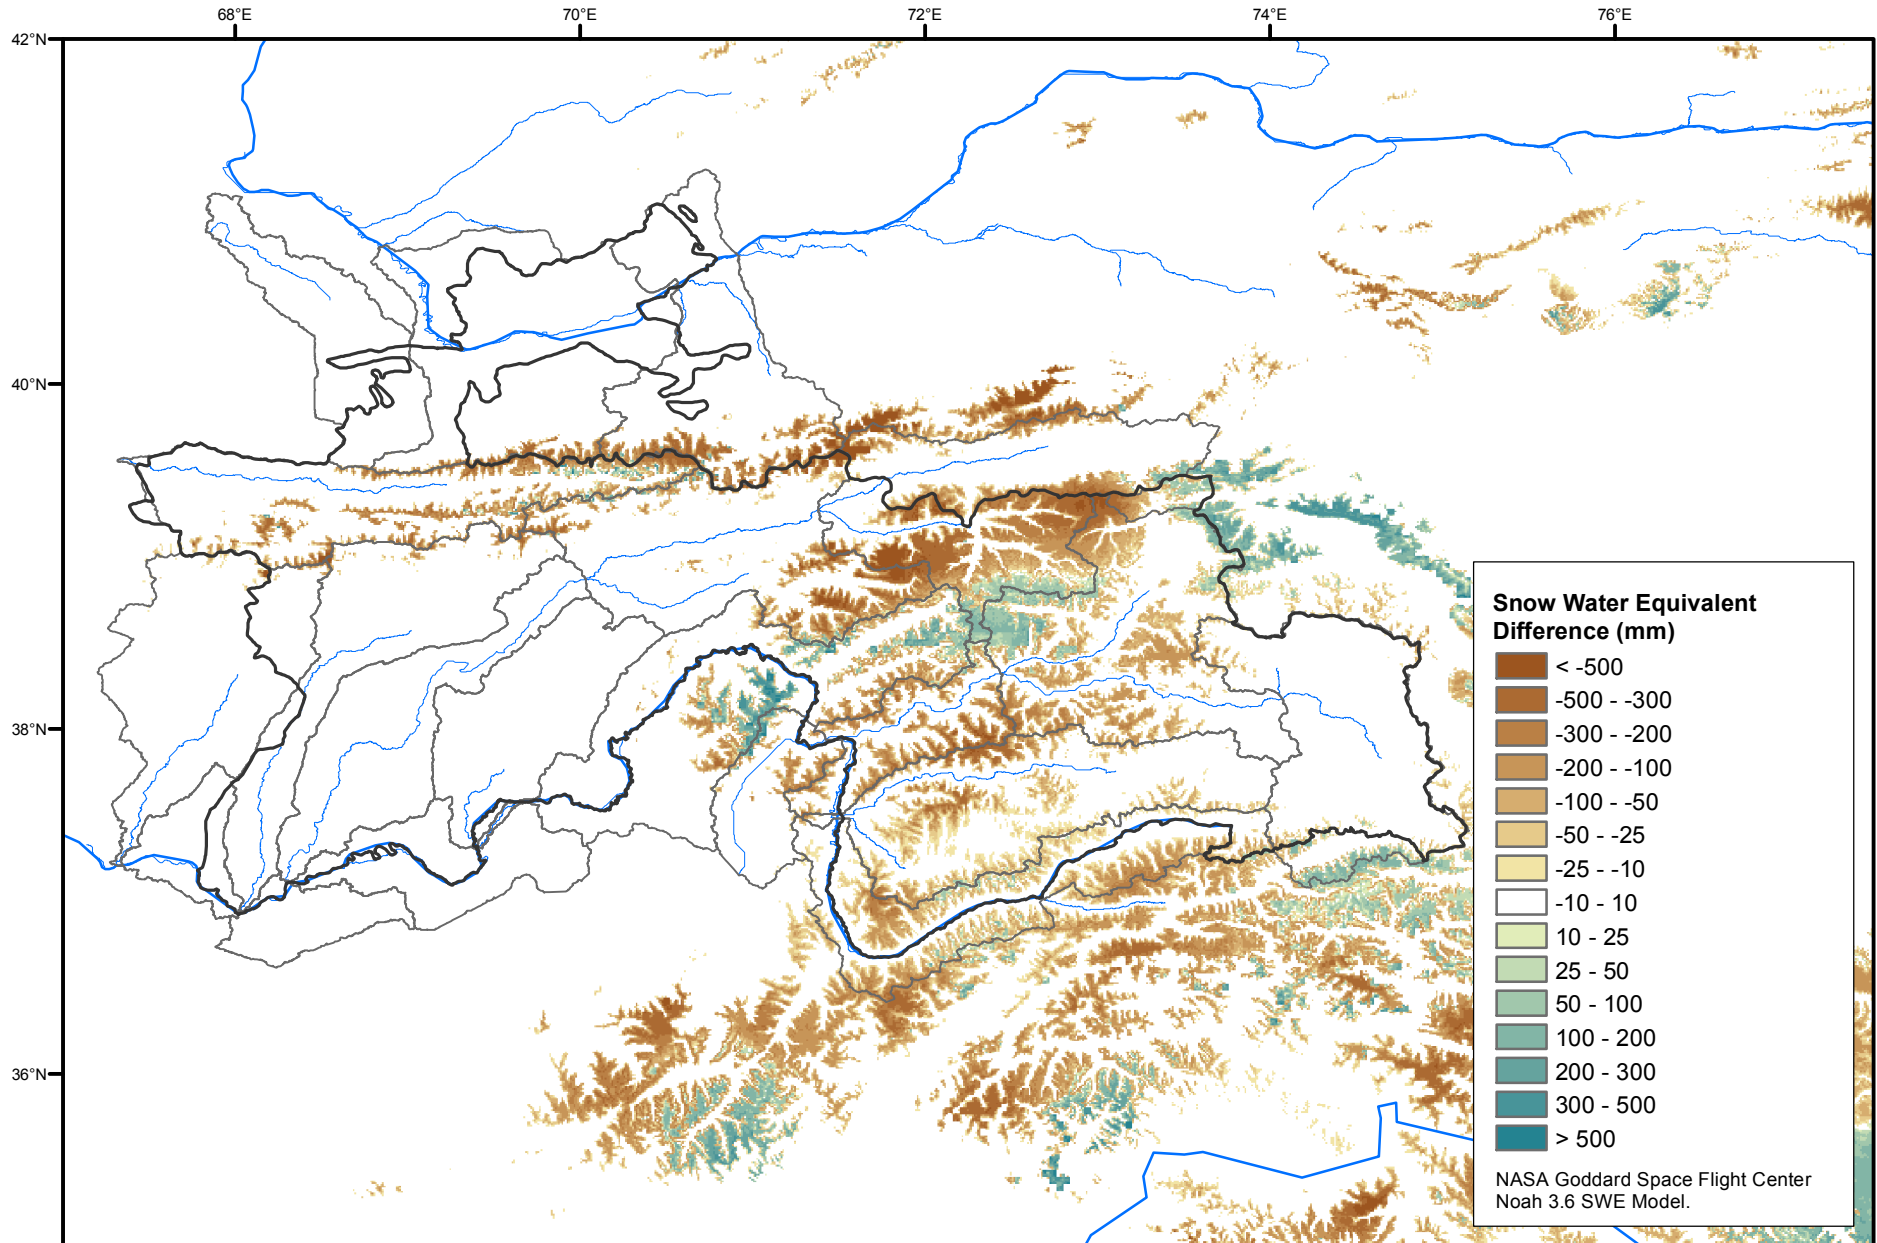 68°E 70°E 72°E 74°E 76°E
42°N
40°N
38°N
36°N
Snow Water Equivalent
Difference (mm)
< -500
-500 - -300
-300 - -200
-200 - -100
-100 - -50
-50 - -25
-25 - -10
-10 - 10
10 - 25
25 - 50
50 - 100
100 - 200
200 - 300
300 - 500
> 500
NASA Goddard Space Flight Center
Noah 3.6 SWE Model.